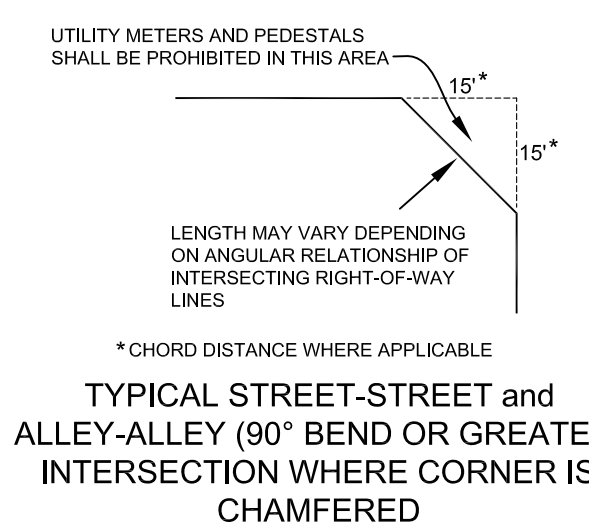 UTILITY METERS AND PEDESTALS
SHALL BE PROHIBITED IN THIS AREA
15'*
15'*
LENGTH MAY VARY DEPENDING
ON ANGULAR RELATIONSHIP OF
INTERSECTING RIGHT-OF-WAY
LINES
* CHORD DISTANCE WHERE APPLICABLE
TYPICAL STREET-STREET and
ALLEY-ALLEY (90° BEND OR GREATE
INTERSECTION WHERE CORNER IS
CHAMFERED